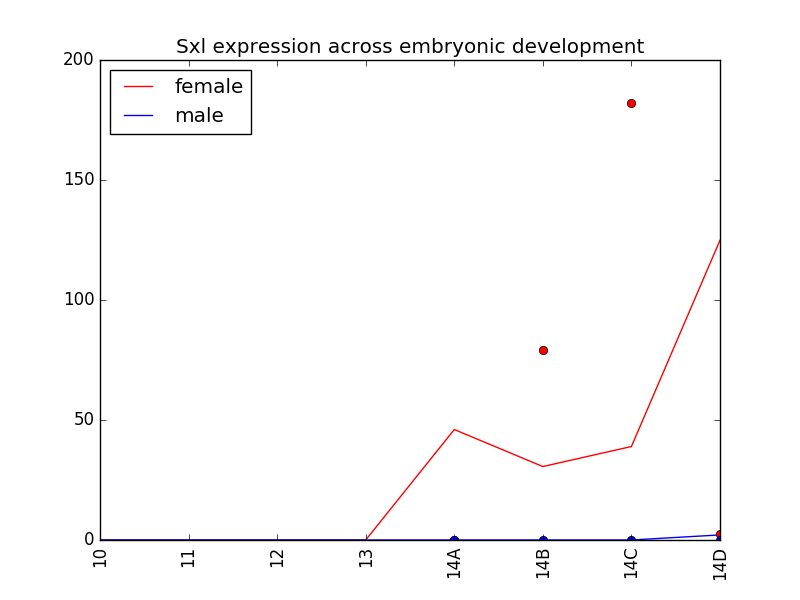 Sxl expression across embryonic development
200
female
male
150
100
50
0
10 11 12 13 14A 14B 14C 14D